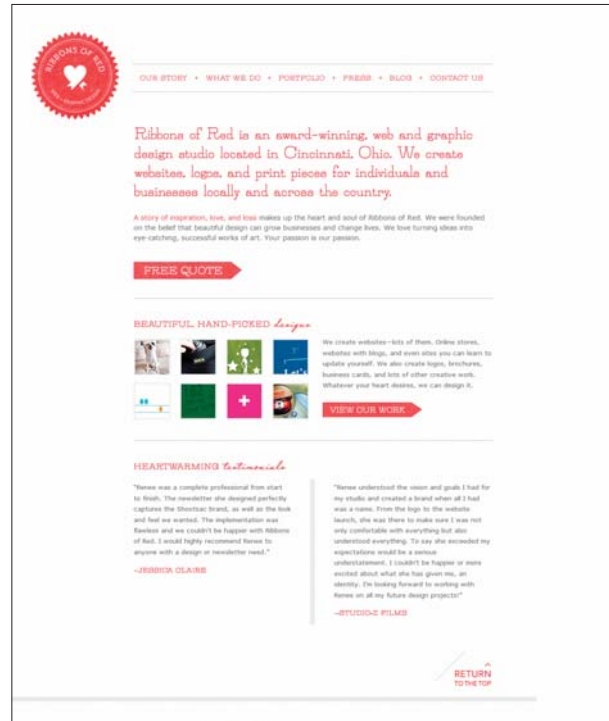 RIBBONS OF RED
WEB + GRAPHIC DESIGN
OUR STORY • WHAT WE DO • PORTFOLIO • PRESS • BLOG • CONTACT US
Ribbons of Red is an award-winning, web and graphic
design studio located in Cincinnati, Ohio. We create
websites, logos, and print pieces for individuals and
businesses locally and across the country.
A story of inspiration, love, and loss makes up the heart and soul of Ribbons of Red. We were founded
on the belief that beautiful design can grow businesses and change lives. We love turning ideas into
eye-catching, successful works of art. Your passion is our passion.
FREE QUOTE
BEAUTIFUL, HAND-PICKED designs
Let's
We create websites—lots of them. Online stores,
websites with blogs, and even sites you can learn to
update yourself. We also create logos, brochures,
business cards, and lots of other creative work.
Whatever your heart desires, we can design it.
VIEW OUR WORK
HEARTWARMING testimonials
"Renee was a complete professional from start
to finish. The newsletter she designed perfectly
captures the Shootsac brand, as well as the look
and feel we wanted. The implementation was
flawless and we couldn't be happier with Ribbons
of Red. I would highly recommend Renee to
anyone with a design or newsletter need."
-JESSICA CLAIRE
"Renee understood the vision and goals I had for
my studio and created a brand when all I had
was a name. From the logo to the website
launch, she was there to make sure I was not
only comfortable with everything but also
understood everything. To say she exceeded my
expectations would be a serious
understatement. I couldn't be happier or more
excited about what she has given me, an
identity. I'm looking forward to working with
Renee on all my future design projects!"
-STUDIO-Z FILMS
RETURN
TO THE TOP